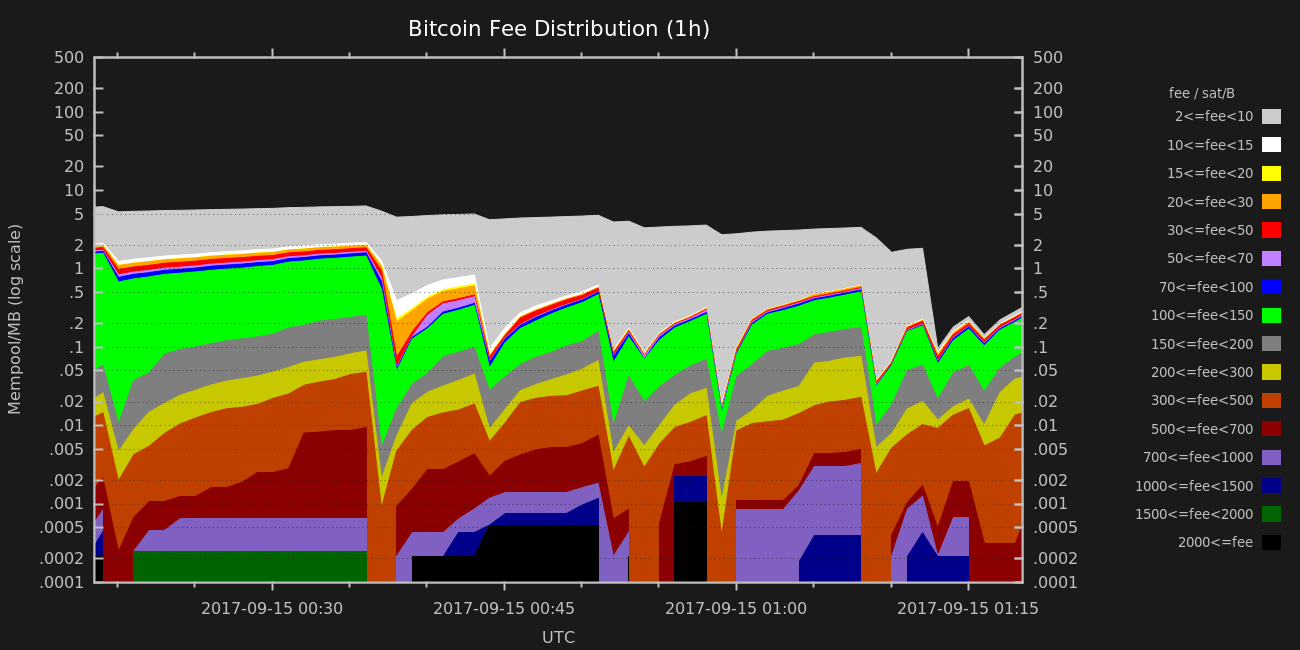 Bitcoin Fee Distribution (1h)
Mempool/MB (log scale)
500
200
100
50
20
10
5
2
1
.5
.2
.1
.05
.02
.01
.005
.002
.001
.0005
.0002
.0001
500
200
100
50
20
10
5
2
1
.5
.2
.1
.05
.02
.01
.005
.002
.001
.0005
.0002
.0001
2017-09-15 00:30
2017-09-15 00:45
2017-09-15 01:00
2017-09-15 01:15
UTC
fee / sat/B
2<=fee<10
10<=fee<15
15<=fee<20
20<=fee<30
30<=fee<50
50<=fee<70
70<=fee<100
100<=fee<150
150<=fee<200
200<=fee<300
300<=fee<500
500<=fee<700
700<=fee<1000
1000<=fee<1500
1500<=fee<2000
2000<=fee